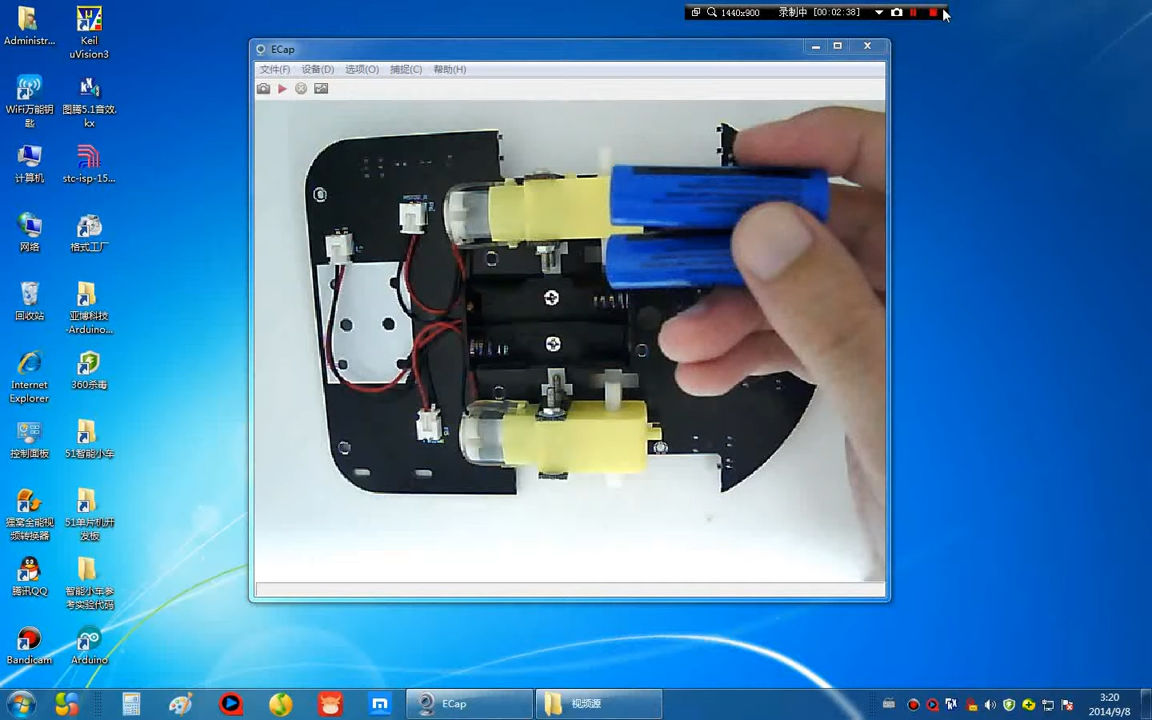 1440x900
录制中 [00:02:38]
Administr...
Keil
uVision3
ECap
文件(F)
设备(D)
选项(O)
捕捉(C)
帮助(H)
WiFi万能钥
匙
图腾5.1音效.
kx
计算机
stc-isp-15...
网络
格式工厂
回收站
亚博科技
-Arduino...
Internet
Explorer
360杀毒
控制面板
51智能小车
狸窝全能视
频转换器
51单片机开
发板
腾讯QQ
智能小车参
考实验代码
Bandicam
Arduino
ECap
视频源
3:20
2014/9/8